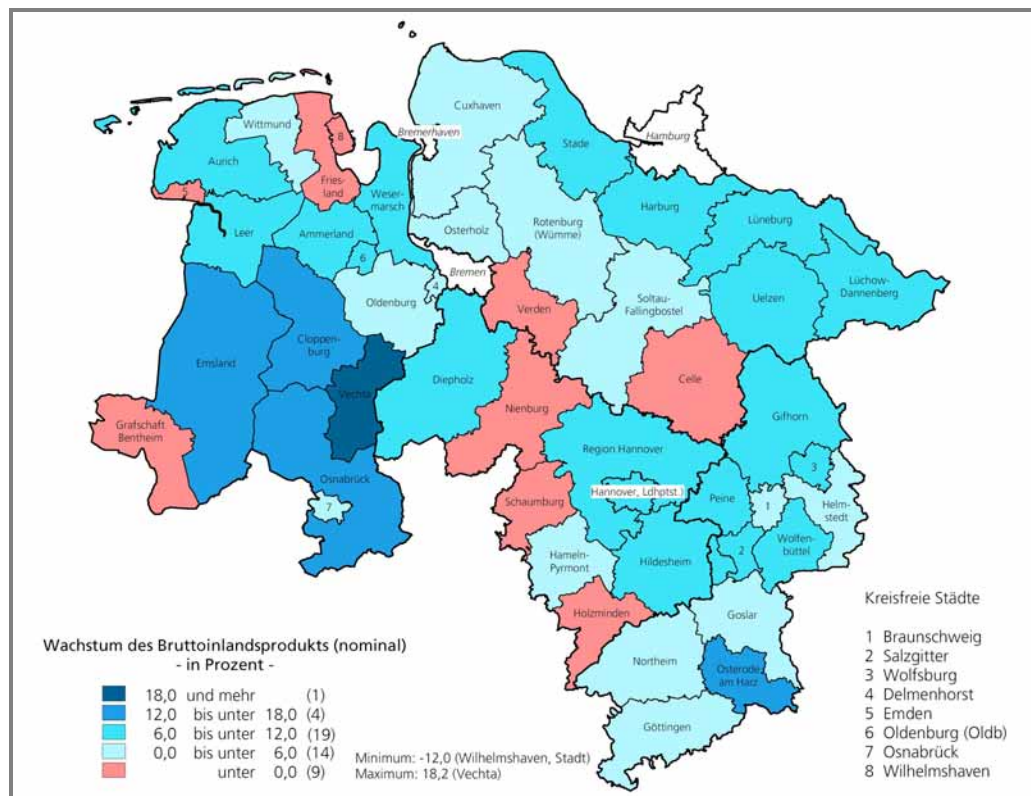 Cuxhaven
Wittmund
8
Bremerhaven
Hamburg
Stade
Aurich
Fries-
land
Weser-
marsch
5
Harburg
Lüneburg
Rotenburg
(Wümme)
Leer
Ammerland
Osterholz
6
Bremen
4
Lüchow-
Dannenberg
Uelzen
Oldenburg
Soltau-
Fallingbostel
Verden
Cloppen-
burg
Emsland
Diepholz
Celle
Vechta
Nienburg
Gifhorn
Grafschaft
Bentheim
Region Hannover
3
Osnabrück
Hannover, Ldhptst.)
Peine
Schaumburg
7
1
Helm-
stedt
Wolfen-
büttel
2
Hameln-
Pyrmont
Hildesheim
Holzminden
Goslar
Northeim
Osterode
am Harz
Göttingen
Wachstum des Bruttoinlandsprodukts (nominal)
- in Prozent -
18,0 und mehr (1)
12,0 bis unter 18,0 (4)
6,0 bis unter 12,0 (19)
0,0 bis unter 6,0 (14)
unter 0,0 (9)
Minimum: -12,0 (Wilhelmshaven, Stadt)
Maximum: 18,2 (Vechta)
Kreisfreie Städte
1 Braunschweig
2 Salzgitter
3 Wolfsburg
4 Delmenhorst
5 Emden
6 Oldenburg (Oldb)
7 Osnabrück
8 Wilhelmshaven